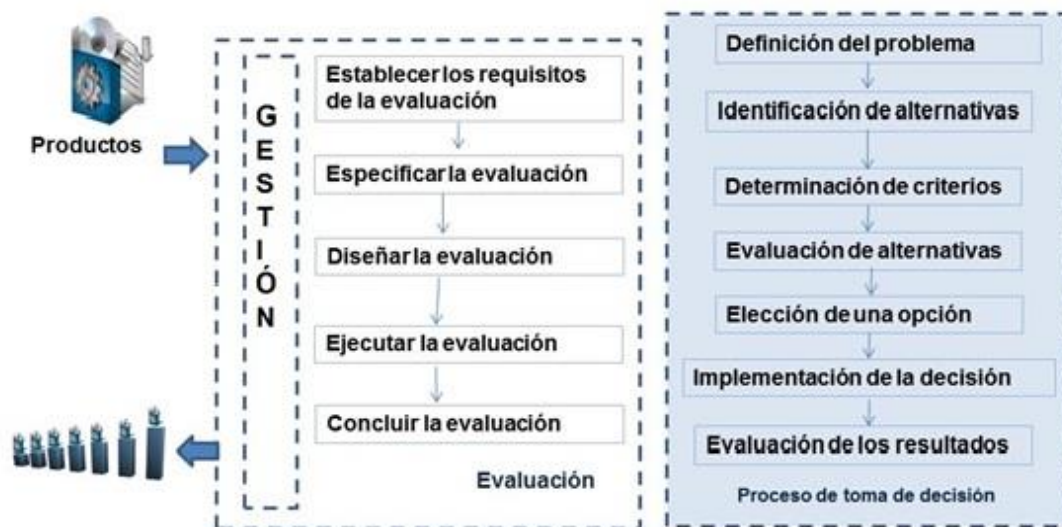 Productos
GESTIÓN
Establecer los requisitos
de la evaluación
Especificar la evaluación
Diseñar la evaluación
Ejecutar la evaluación
Concluir la evaluación
Evaluación
Definición del problema
Identificación de alternativas
Determinación de criterios
Evaluación de alternativas
Elección de una opción
Implementación de la decisión
Evaluación de los resultados
Proceso de toma de decisión